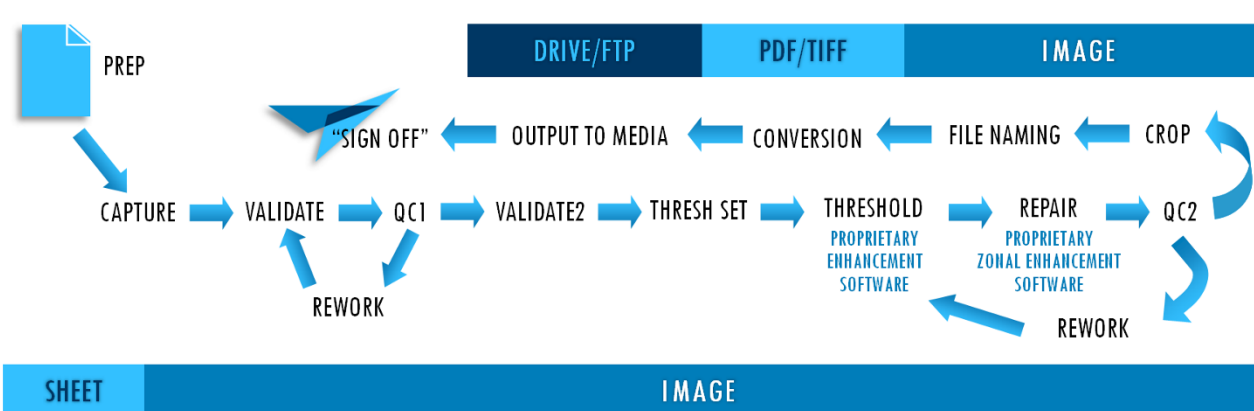 PREP
DRIVE/FTP
PDF/TIFF
IMAGE
“SIGN OFF”
OUTPUT TO MEDIA
CONVERSION
FILE NAMING
CROP
CAPTURE
VALIDATE
QC1
VALIDATE2
THRESH SET
THRESHOLD
PROPRIETARY
ENHANCEMENT
SOFTWARE
REPAIR
PROPRIETARY
ZONAL ENHANCEMENT
SOFTWARE
QC2
REWORK
REWORK
SHEET
IMAGE